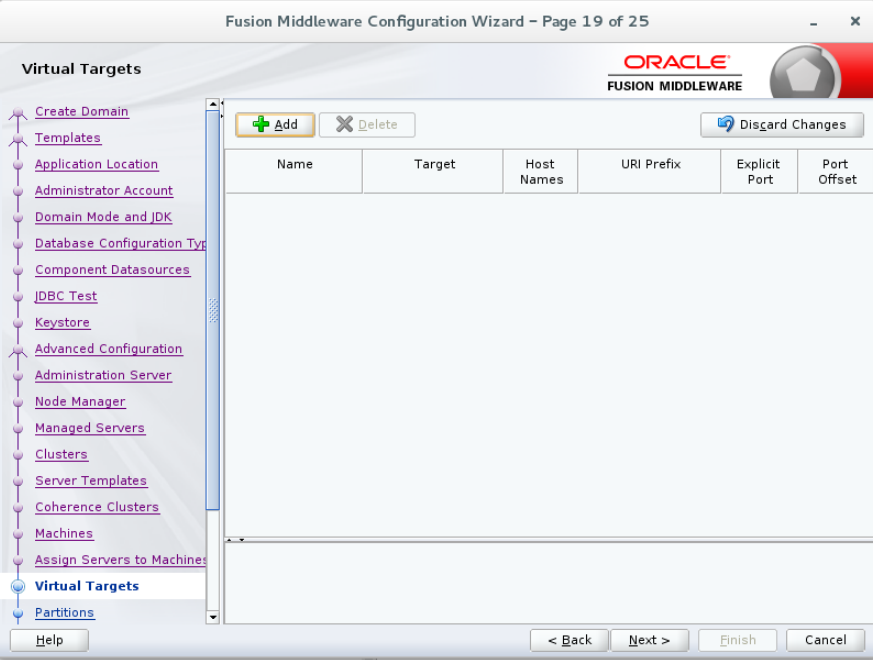 Fusion Middleware Configuration Wizard – Page 19 of 25
Virtual Targets
ORACLE
FUSION MIDDLEWARE
Create Domain
Templates
Application Location
Administrator Account
Domain Mode and JDK
Database Configuration Typ
Component Datasources
JDBC Test
Keystore
Advanced Configuration
Administration Server
Node Manager
Managed Servers
Clusters
Server Templates
Coherence Clusters
Machines
Assign Servers to Machines
Virtual Targets
Partitions
Add Delete Discard Changes
Name Target Host Names URI Prefix Explicit Port Port Offset
Help < Back Next > Finish Cancel